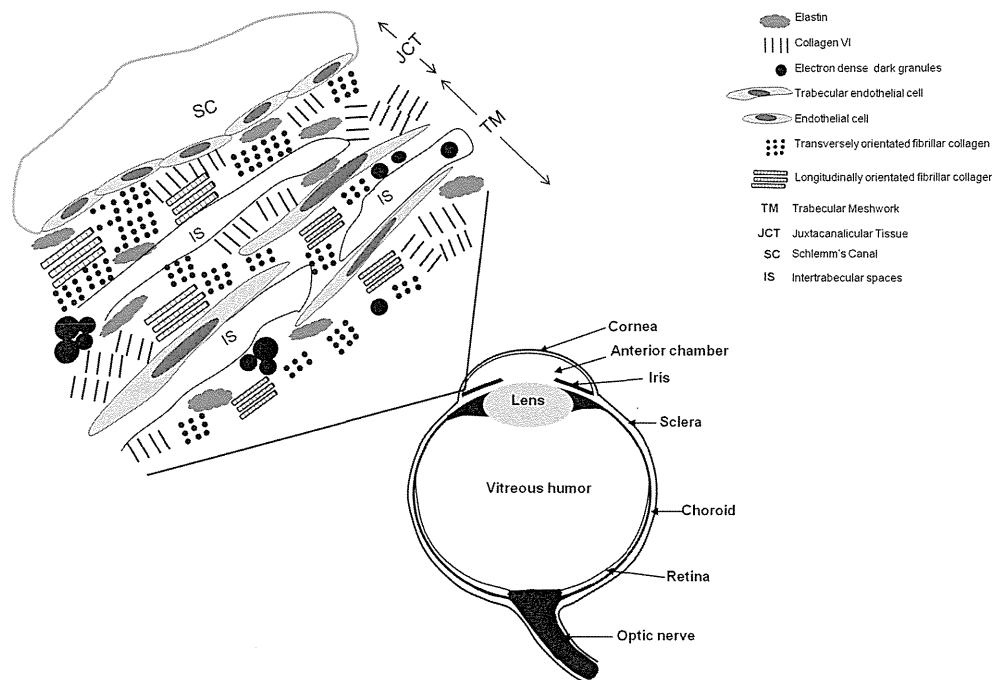 JCT
TM
SC
IS
IS
IS
Elastin
Collagen VI
Electron dense dark granules
Trabecular endothelial cell
Endothelial cell
Transversely orientated fibrillar collagen
Longitudinally orientated fibrillar collagen
TM Trabecular Meshwork
JCT Juxtacanalicular Tissue
SC Schlemm's Canal
IS Intertrabecular spaces
Cornea
Anterior chamber
Iris
Lens
Sclera
Vitreous humor
Choroid
Retina
Optic nerve